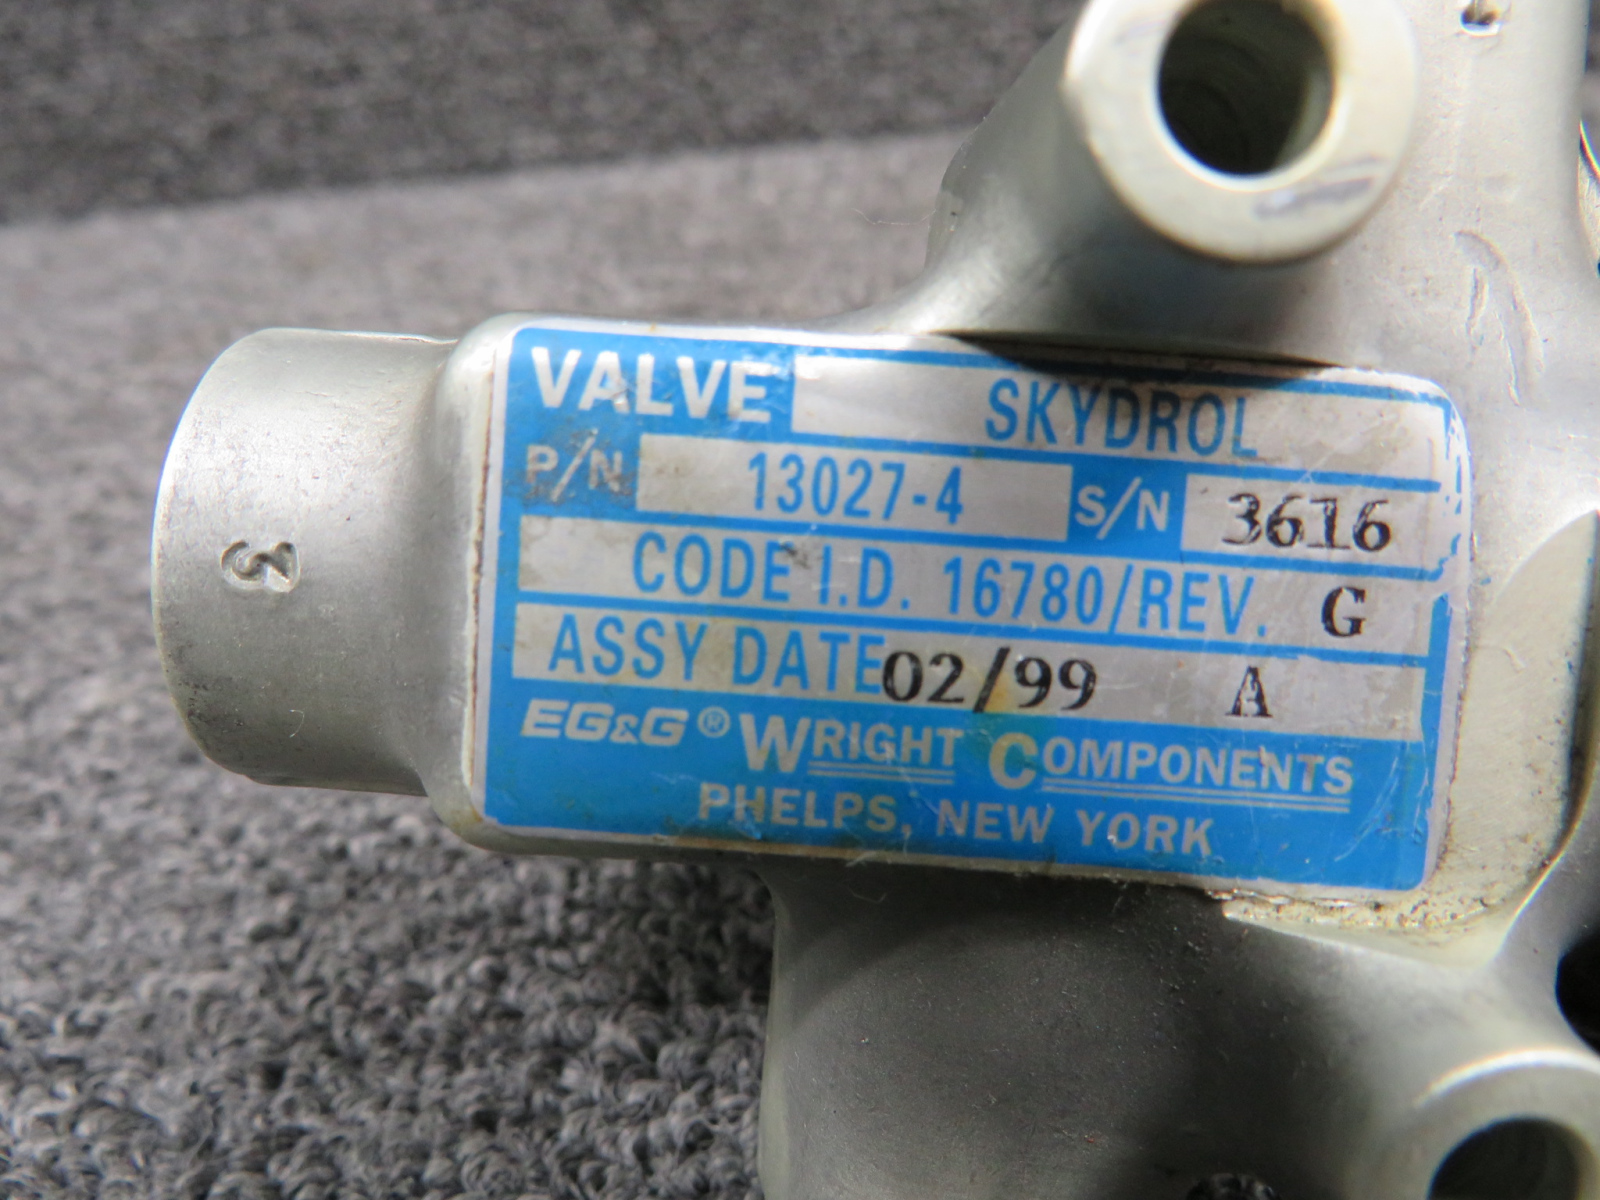 VALVE SKYDROL
P/N 13027-4 S/N 3616
CODE I.D. 16780/REV. G
ASSY DATE 02/99 A
EG&G® WRIGHT COMPONENTS
PHELPS, NEW YORK
3